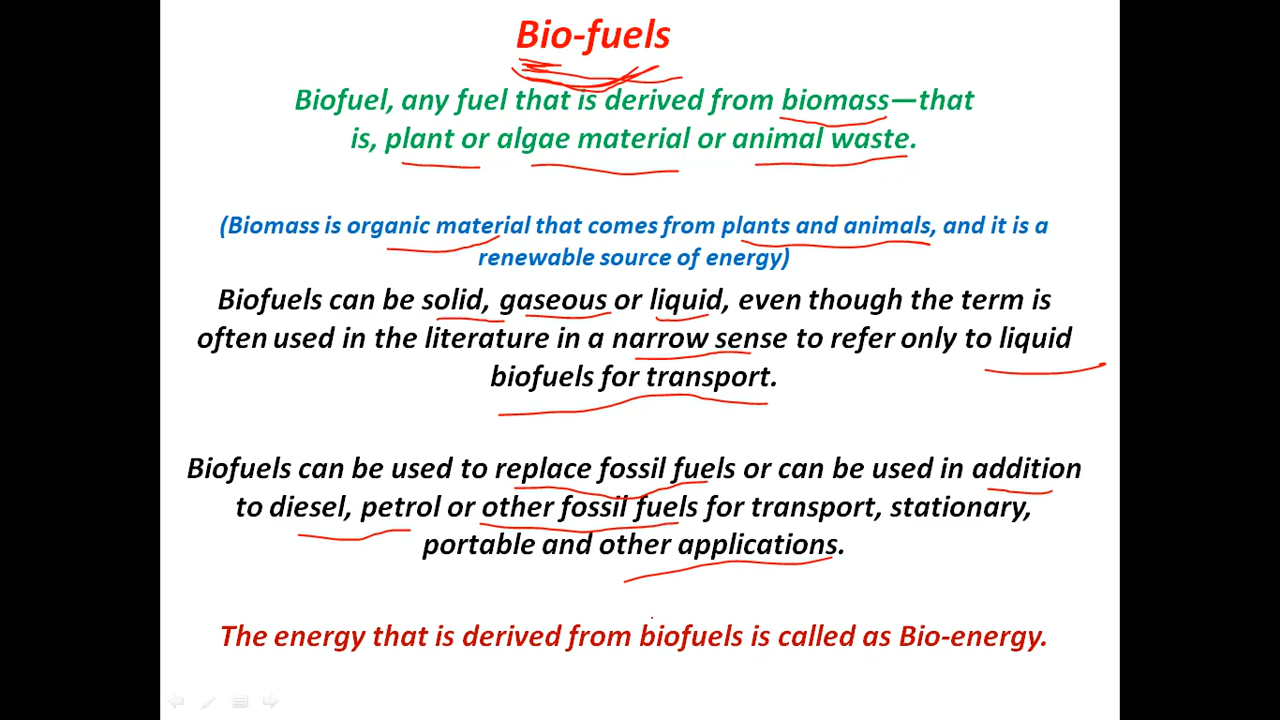 Bio-fuels
Biofuel, any fuel that is derived from biomass—that
is, plant or algae material or animal waste.
(Biomass is organic material that comes from plants and animals, and it is a
renewable source of energy)
Biofuels can be solid, gaseous or liquid, even though the term is
often used in the literature in a narrow sense to refer only to liquid
biofuels for transport.
Biofuels can be used to replace fossil fuels or can be used in addition
to diesel, petrol or other fossil fuels for transport, stationary,
portable and other applications.
The energy that is derived from biofuels is called as Bio-energy.